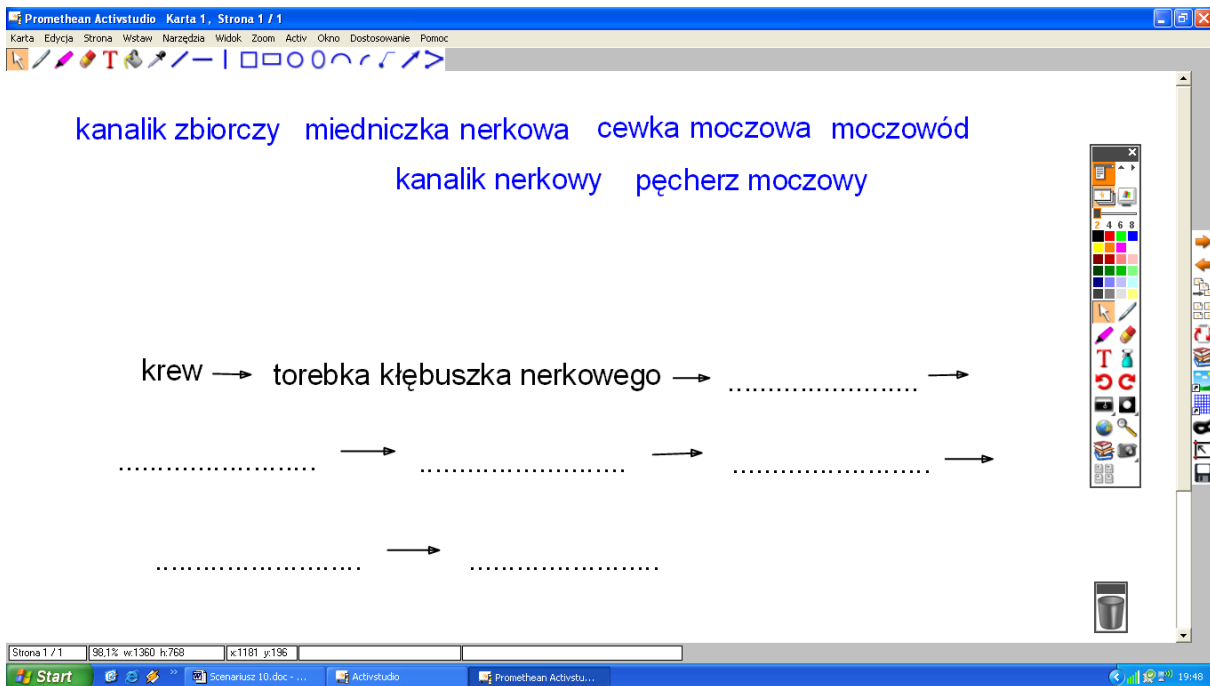 Promethean Activstudio Karta 1, Strona 1 / 1
Karta Edycja Strona Wstaw Narzędzia Widok Zoom Activ Okno Dostosowanie Pomoc
kanalik zbiorczy miedniczka nerkowa cewka moczowa moczowód
kanalik nerkowy pęcherz moczowy
2 4 6 8
krew → torebka kłębuszka nerkowego → ........................ →
......................... → .......................... → ......................... →
.......................... → ........................
Strona 1 / 1 98,1% w:1360 h:768 x:1181 y:196
Start Scenariusz 10.doc - ... Activstudio Promethean Activstu... 19:48